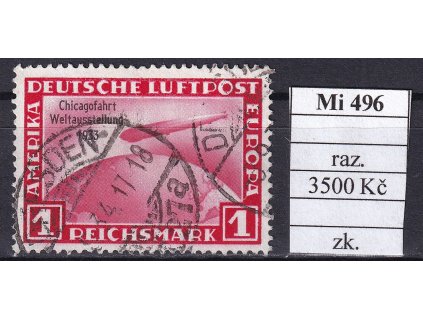 DEUTSCHE LUFTPOST
Chicagofahrt
Weltausstellung
1933
AMERIKA
EUROPA
1 REICHSMARK 1
Mi 496
raz.
3500 Kč
zk.